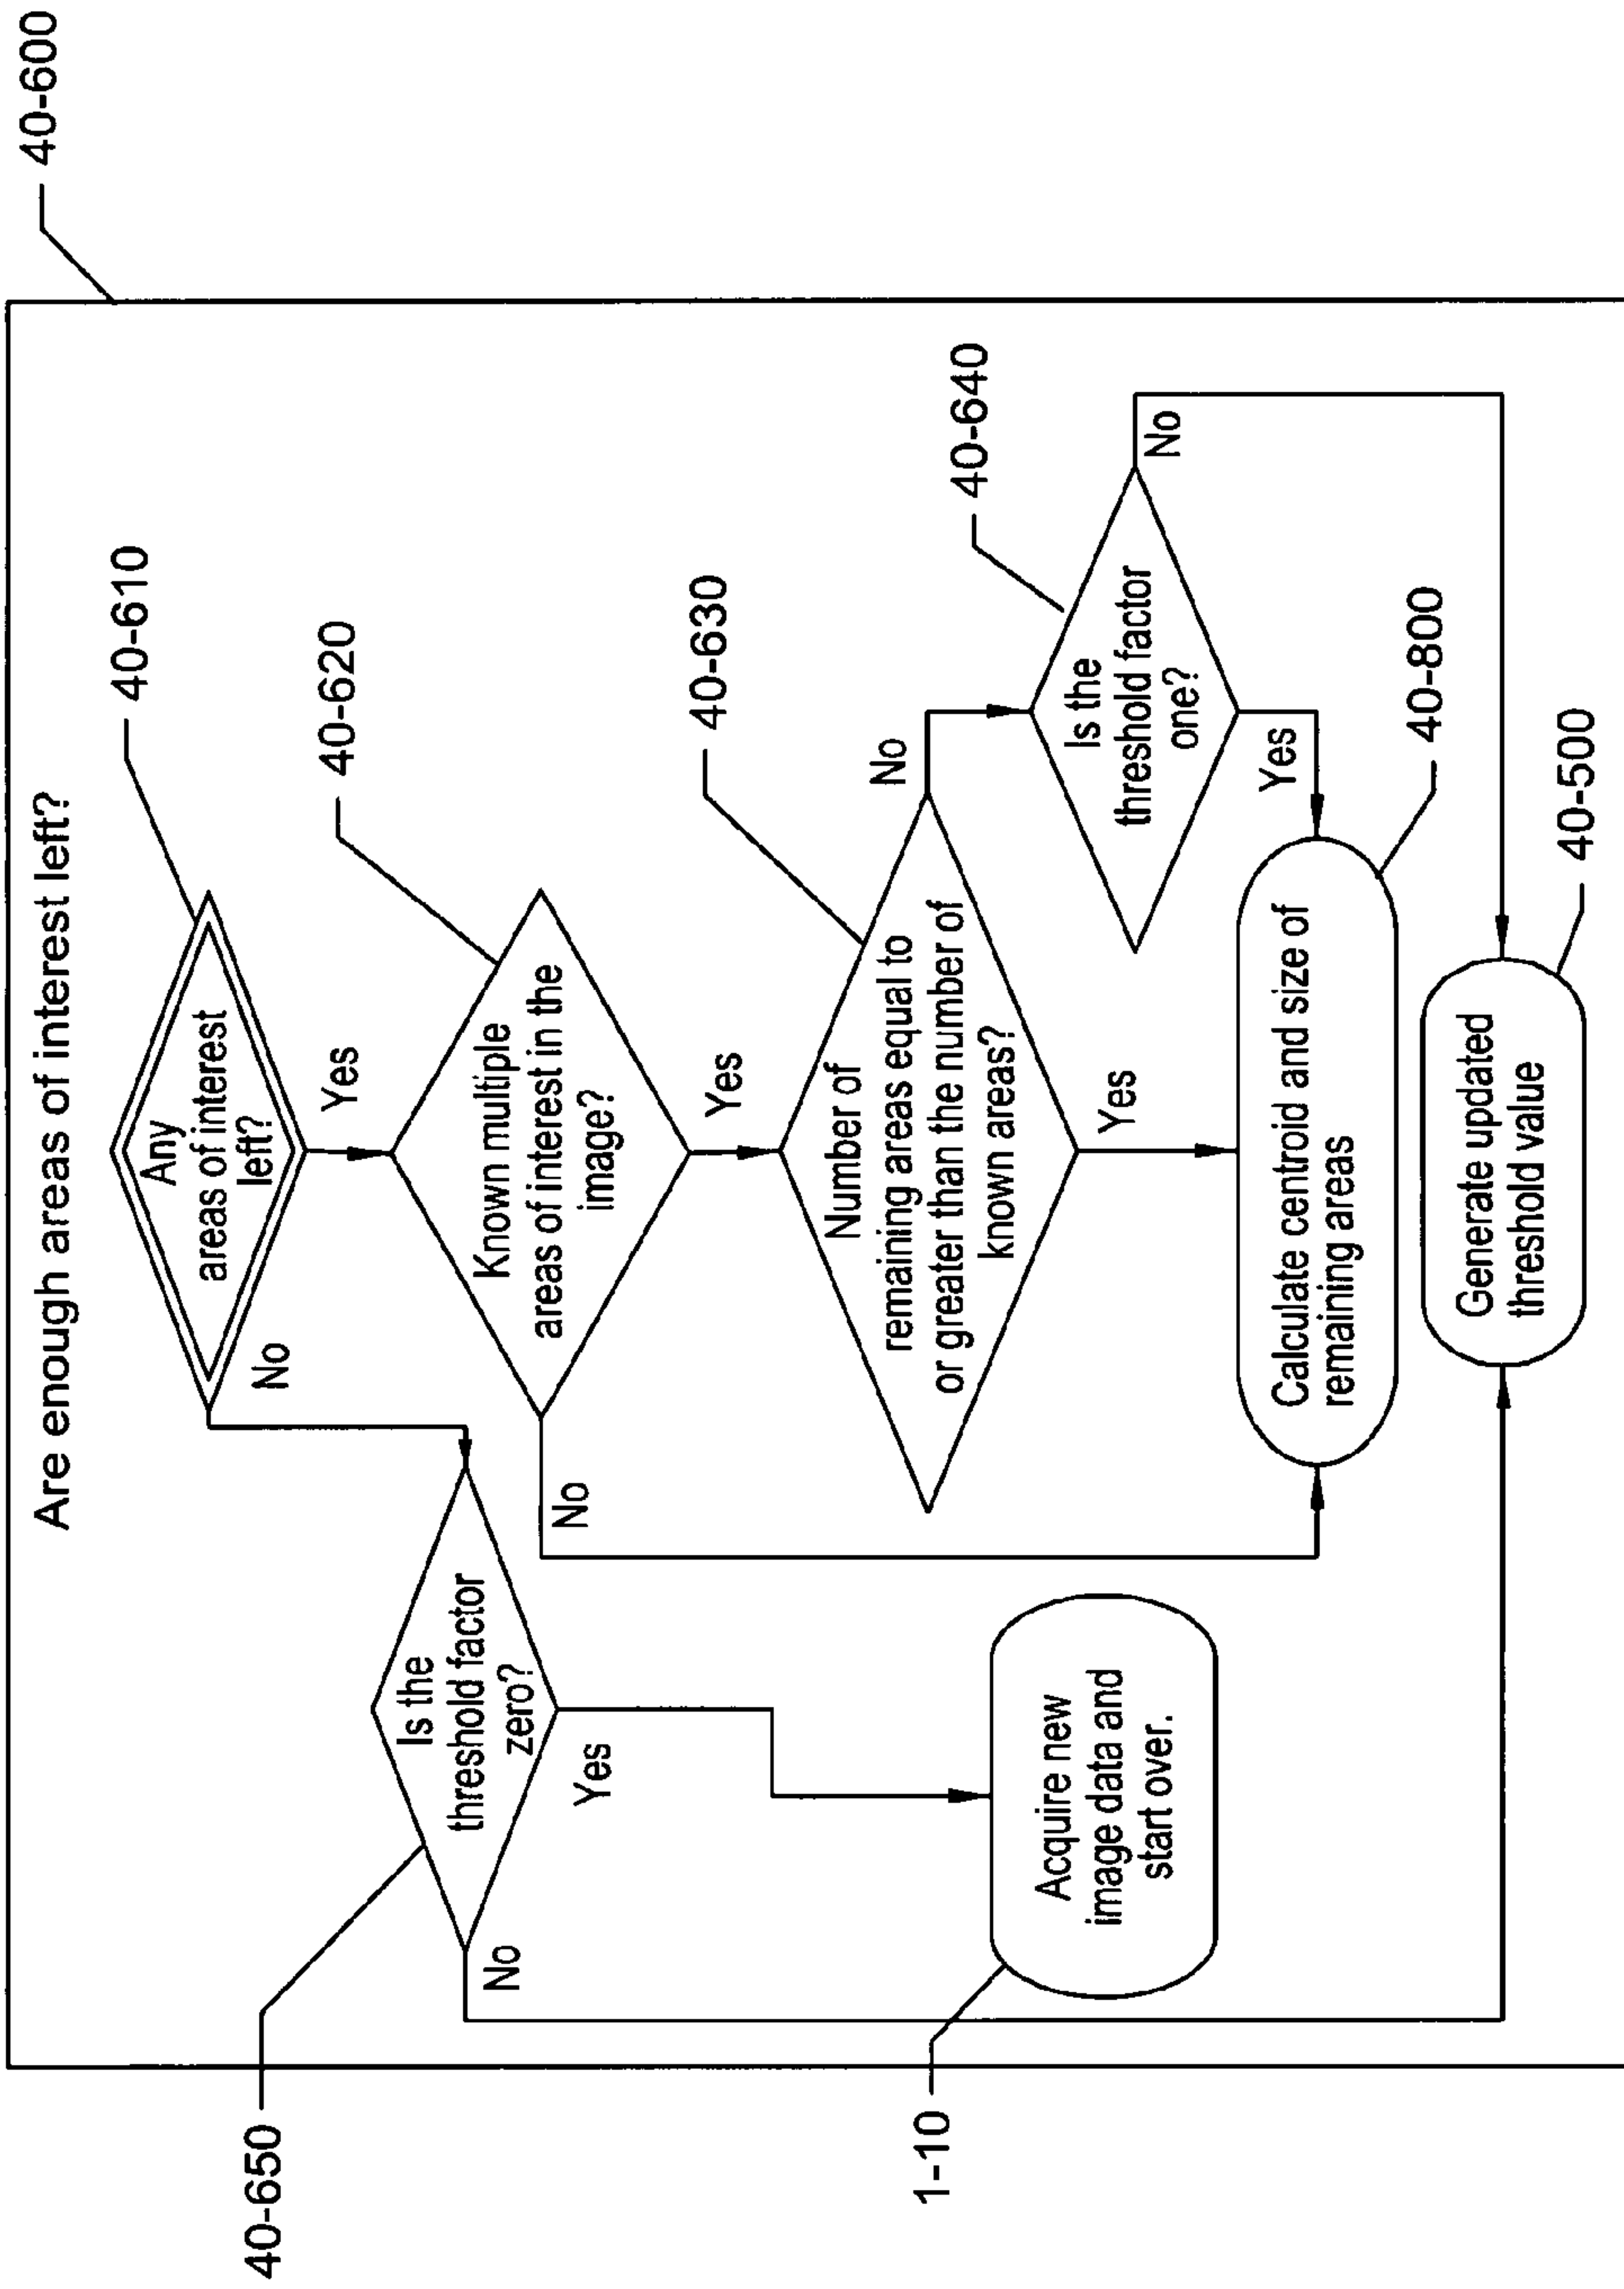 40-600
Are enough areas of interest left?
40-610
Any
areas of interest
left?
No
Yes
40-620
Known multiple
areas of interest in the
image?
40-650
Is the
threshold factor
zero?
No
Yes
No
Yes
40-630
Number of
remaining areas equal to
or greater than the number of
known areas?
No
Yes
40-640
Is the
threshold factor
one?
No
Yes
1-10
Acquire new
image data and
start over.
40-800
Calculate centroid and size of
remaining areas
40-500
Generate updated
threshold value